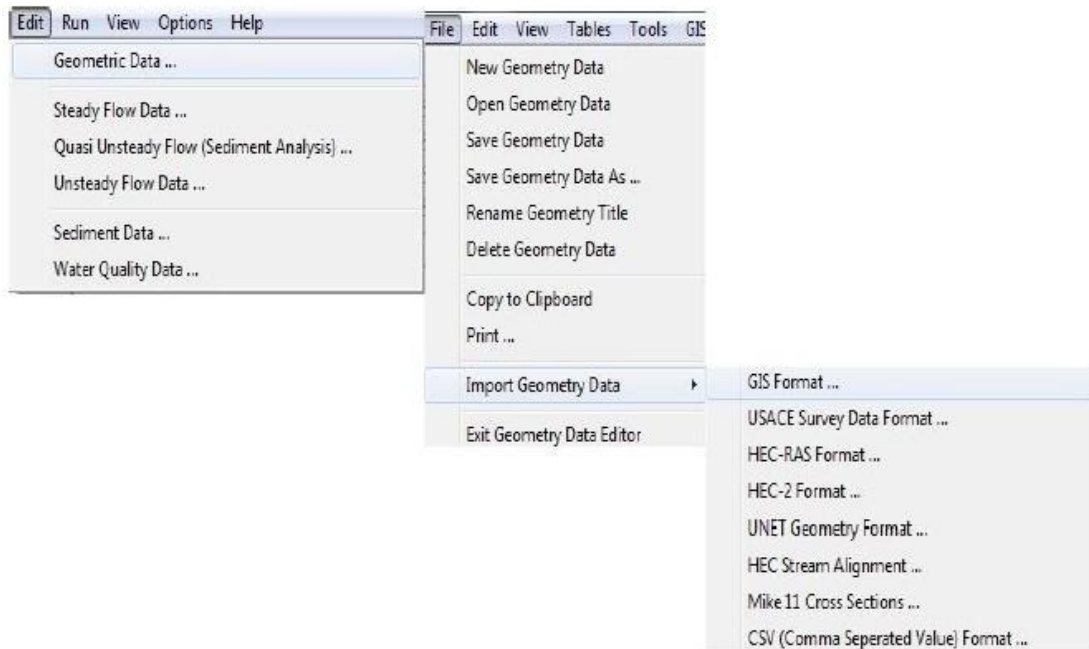 Edit Run View Options Help
Geometric Data ...
Steady Flow Data ...
Quasi Unsteady Flow (Sediment Analysis) ...
Unsteady Flow Data ...
Sediment Data ...
Water Quality Data ...
File Edit View Tables Tools GIS
New Geometry Data
Open Geometry Data
Save Geometry Data
Save Geometry Data As ...
Rename Geometry Title
Delete Geometry Data
Copy to Clipboard
Print ...
Import Geometry Data
Exit Geometry Data Editor
GIS Format ...
USACE Survey Data Format ...
HEC-RAS Format ...
HEC-2 Format ...
UNET Geometry Format ...
HEC Stream Alignment ...
Mike 11 Cross Sections ...
CSV (Comma Seperated Value) Format ...